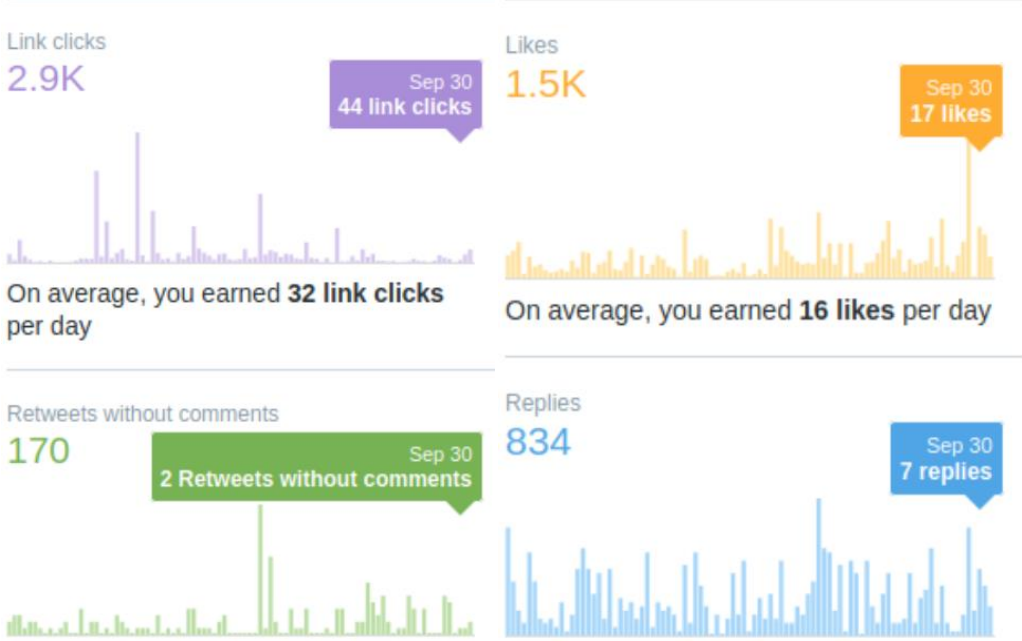 Link clicks
2.9K
Sep 30
44 link clicks
On average, you earned 32 link clicks
per day
Likes
1.5K
Sep 30
17 likes
On average, you earned 16 likes per day
Retweets without comments
170
Sep 30
2 Retweets without comments
Replies
834
Sep 30
7 replies